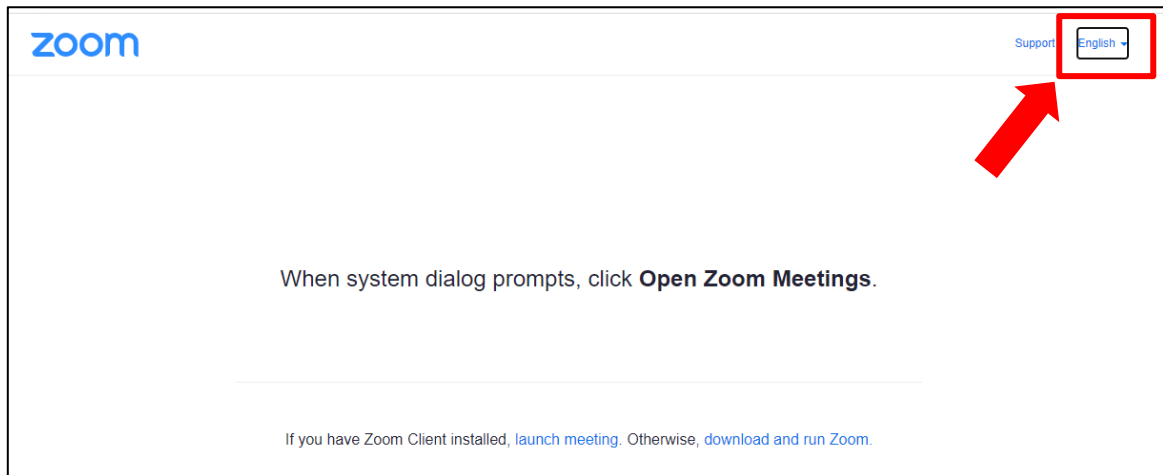 zoom
Support English
When system dialog prompts, click Open Zoom Meetings.
If you have Zoom Client installed, launch meeting. Otherwise, download and run Zoom.